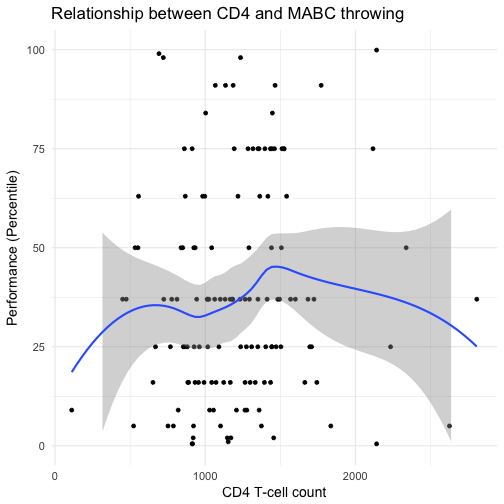 Relationship between CD4 and MABC throwing
Performance (Percentile)
100
75
50
25
0
0 1000 2000
CD4 T-cell count